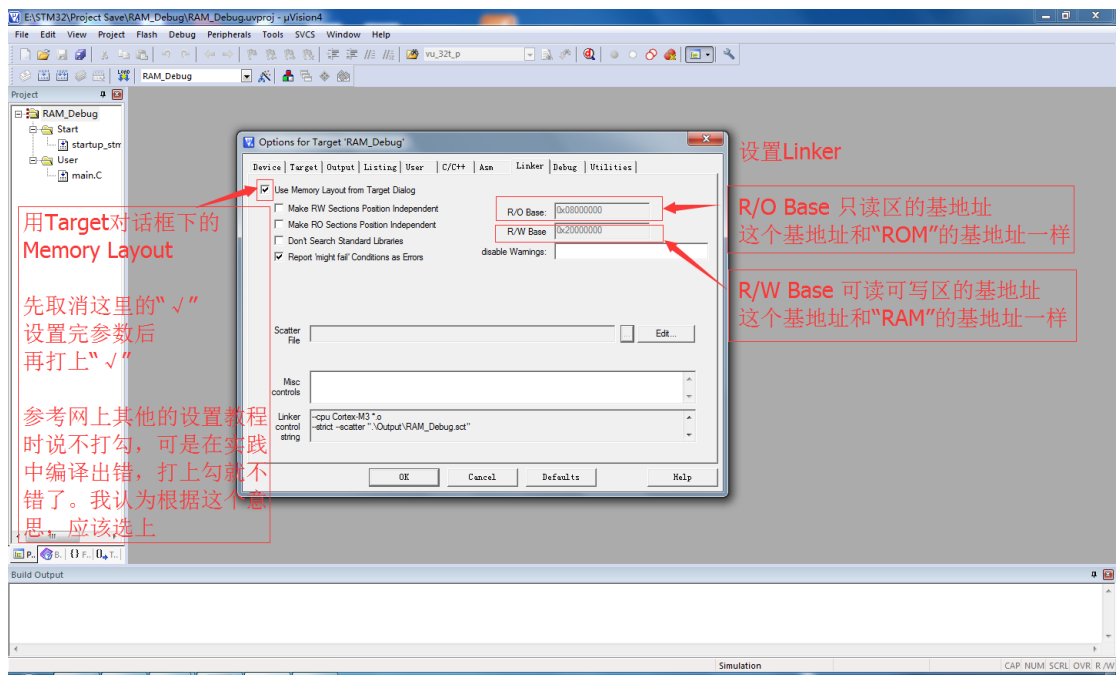 E:\STM32\Project Save\RAM_Debug\RAM_Debug.uvproj - µVision4
File Edit View Project Flash Debug Peripherals Tools SVCS Window Help
vu_32t_p
LOAD RAM_Debug
Project
RAM_Debug
Start
startup_stm
User
main.C
Options for Target 'RAM_Debug'
Device Target Output Listing User C/C++ Asm Linker Debug Utilities
Use Memory Layout from Target Dialog
Make RW Sections Position Independent
Make RO Sections Position Independent
Don't Search Standard Libraries
Report 'might fail' Conditions as Errors
R/O Base: 0x08000000
R/W Base 0x20000000
disable Warnings:
Scatter
File
... Edit...
Misc
controls
Linker
control
string
--cpu Cortex-M3 *.o
--strict --scatter ".\Output\RAM_Debug.sct"
OK Cancel Defaults Help
设置Linker
R/O Base 只读区的基地址
这个基地址和“ROM”的基地址一样
R/W Base 可读可写区的基地址
这个基地址和“RAM”的基地址一样
用Target对话框下的
Memory Layout
先取消这里的“√”
设置完参数后
再打上“√”
参考网上其他的设置教程
时说不打勾，可是在实践
中编译出错，打上勾就不
错了。我认为根据这个意
思，应该选上
P... B... {} F... T...
Build Output
Simulation
CAP NUM SCRL OVR R/W